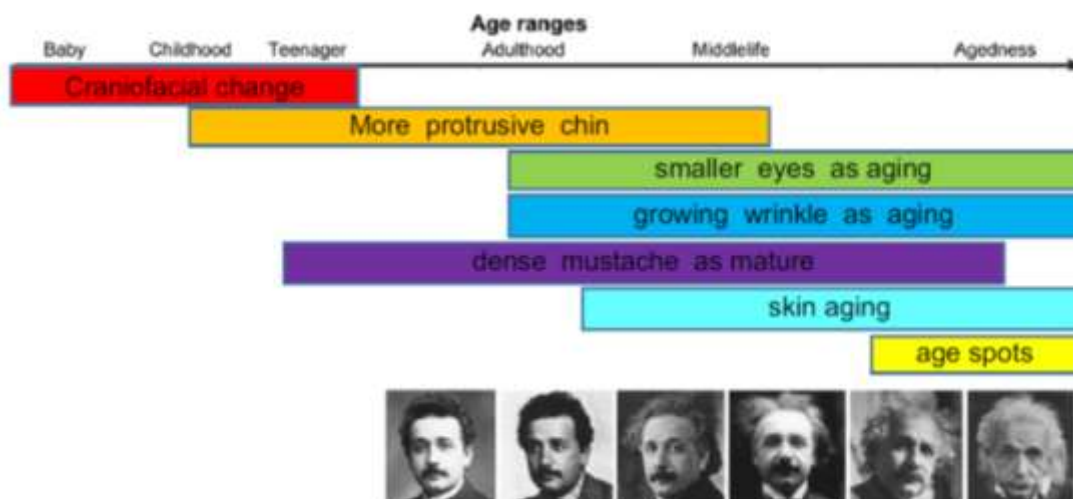 Age ranges
Baby Childhood Teenager Adulthood Middlelife Agedness
Craniofacial change
More protrusive chin
smaller eyes as aging
growing wrinkle as aging
dense mustache as mature
skin aging
age spots